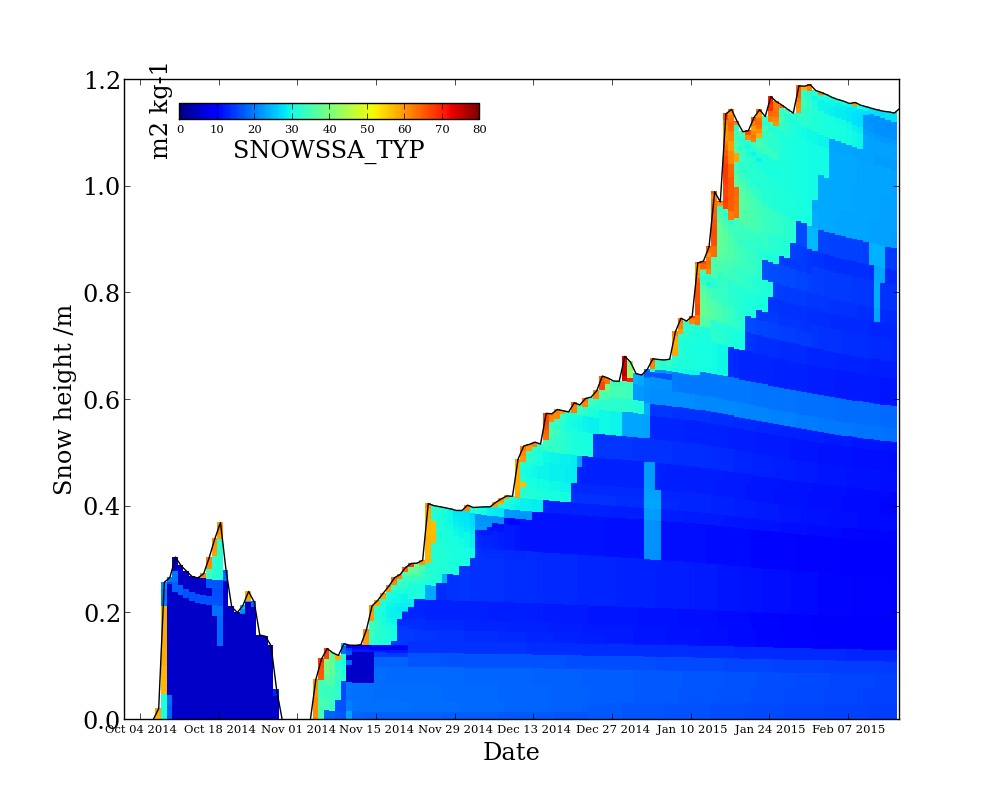 1.2
1.0
0.8
0.6
0.4
0.2
0.0
Snow height /m
m2 kg-1
0 10 20 30 40 50 60 70 80
SNOWSSA_TYP
Oct 04 2014 Oct 18 2014 Nov 01 2014 Nov 15 2014 Nov 29 2014 Dec 13 2014 Dec 27 2014 Jan 10 2015 Jan 24 2015 Feb 07 2015
Date